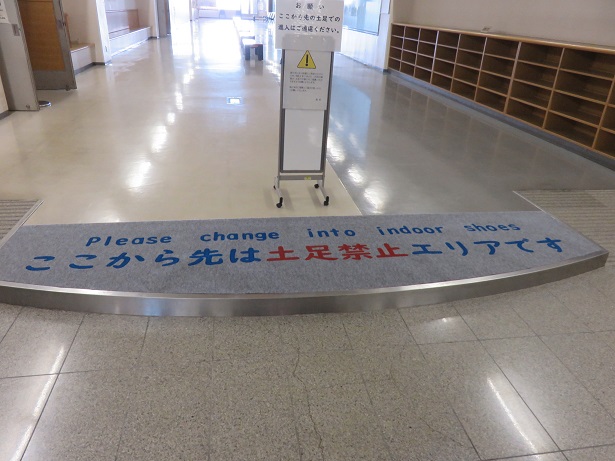 お願い
ここから先の土足での
進入はご遠慮ください。
Please change into indoor shoes
ここから先は土足禁止エリアです